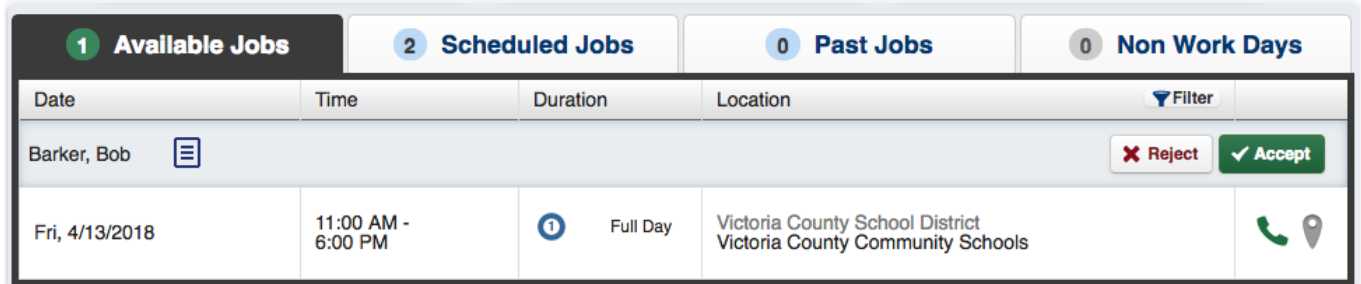 1 Available Jobs 2 Scheduled Jobs 0 Past Jobs 0 Non Work Days
Date Time Duration Location Filter
Barker, Bob Reject Accept
Fri, 4/13/2018
11:00 AM -
6:00 PM
1 Full Day
Victoria County School District
Victoria County Community Schools